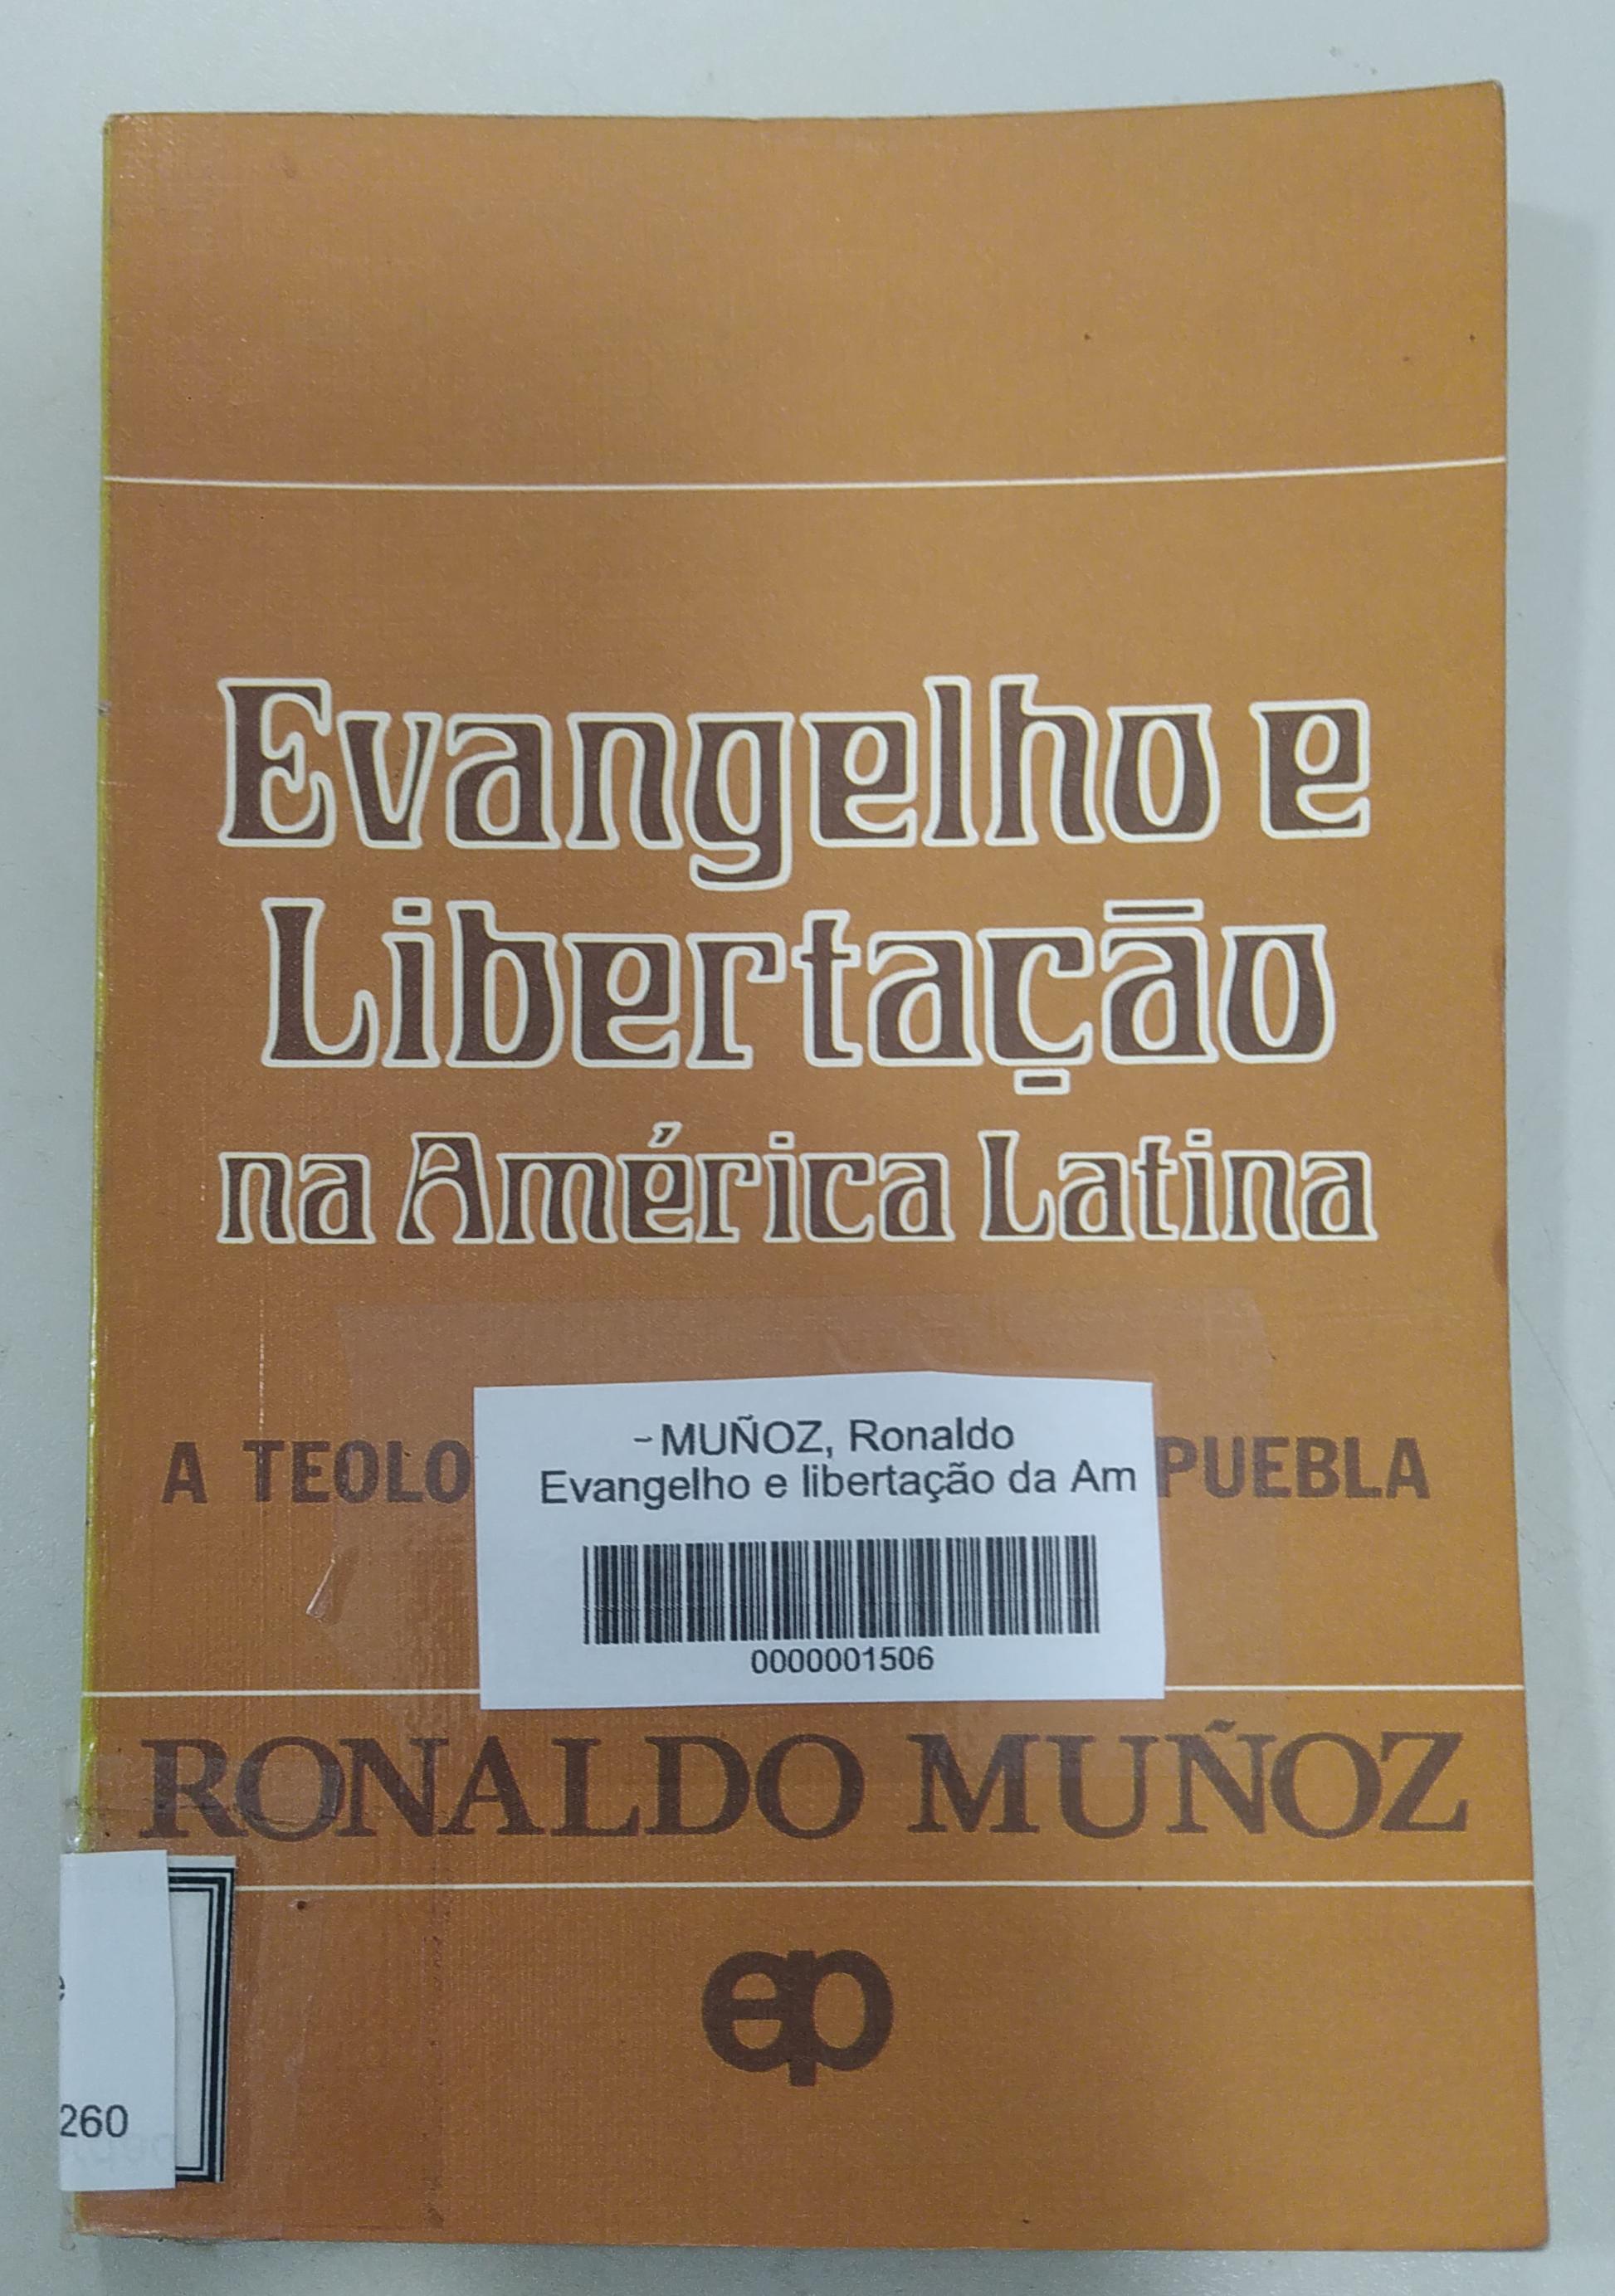 Evangelho e
Libertação
na América Latina
A TEOLO
PUEBLA
-MUÑOZ, Ronaldo
Evangelho e libertação da Am
0000001506
RONALDO MUÑOZ
ep
260